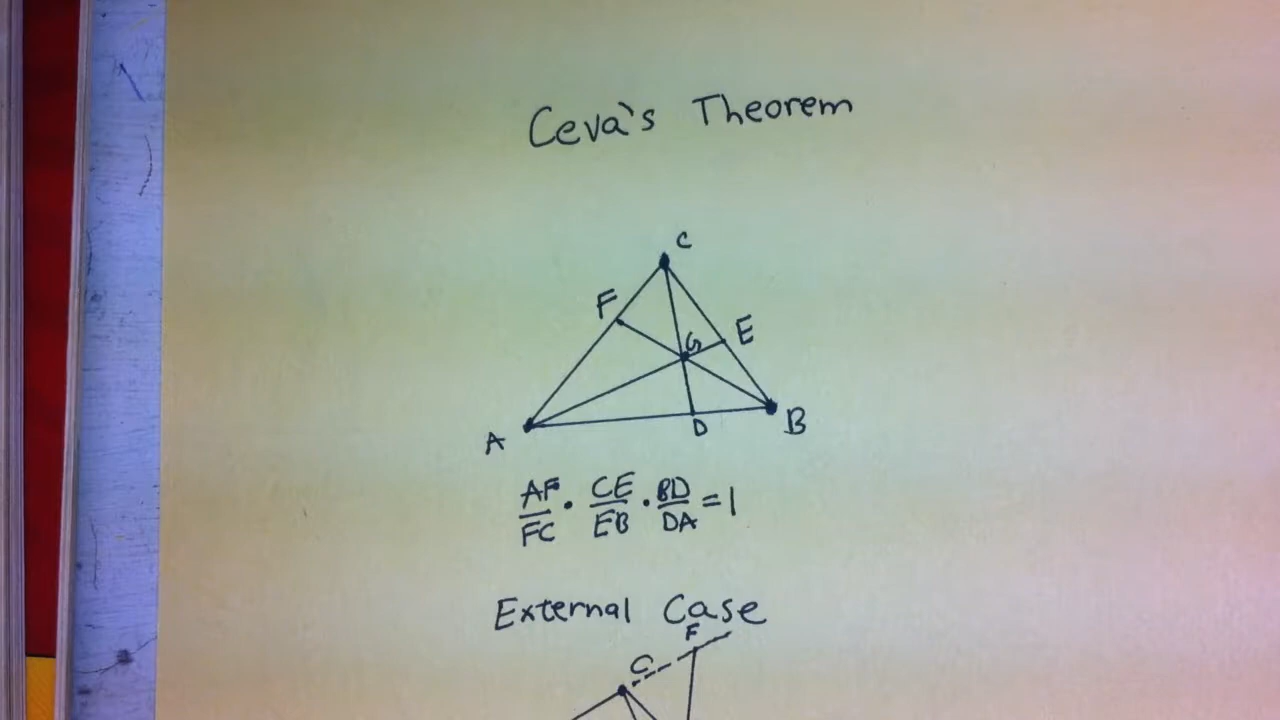 Ceva's Theorem
C
F
G E
A D B
AF/FC · CE/EB · BD/DA = 1
External Case
F
C